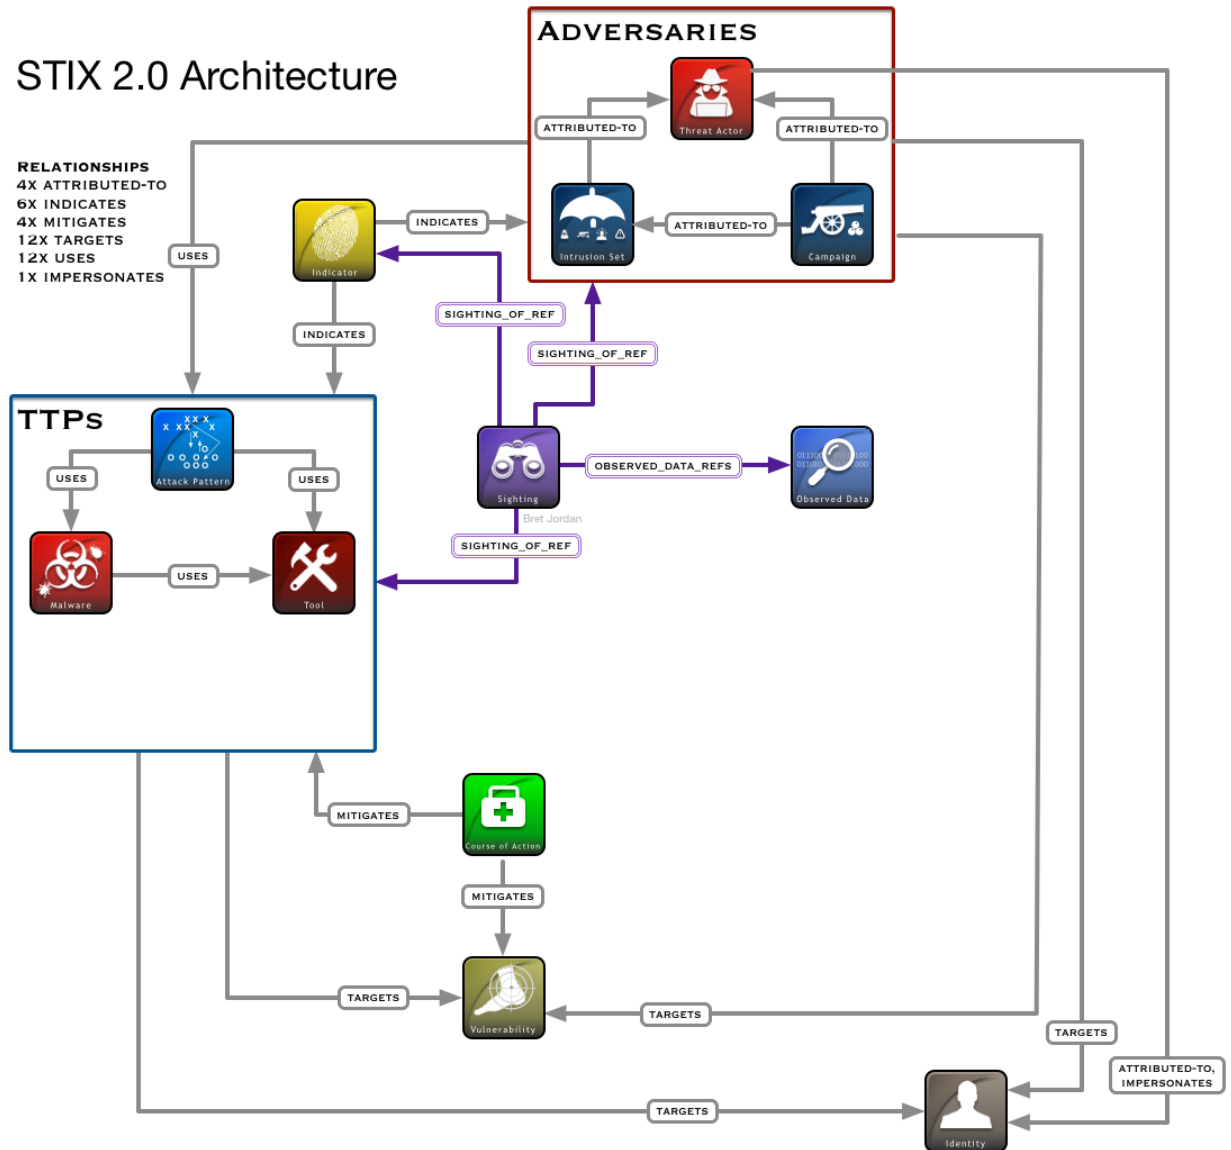 ADVERSARIES
STIX 2.0 Architecture
Threat Actor
ATTRIBUTED-TO
ATTRIBUTED-TO
RELATIONSHIPS
4X ATTRIBUTED-TO
6X INDICATES
4X MITIGATES
12X TARGETS
12X USES
1X IMPERSONATES
USES
Indicator
INDICATES
Intrusion Set
ATTRIBUTED-TO
Campaign
INDICATES
SIGHTING_OF_REF
SIGHTING_OF_REF
TTPs
Attack Pattern
USES
USES
Malware
USES
Tool
Sighting
Bret Jordan
OBSERVED_DATA_REFS
Observed Data
SIGHTING_OF_REF
MITIGATES
Course of Action
MITIGATES
TARGETS
Vulnerability
TARGETS
TARGETS
ATTRIBUTED-TO,
IMPERSONATES
TARGETS
Identity